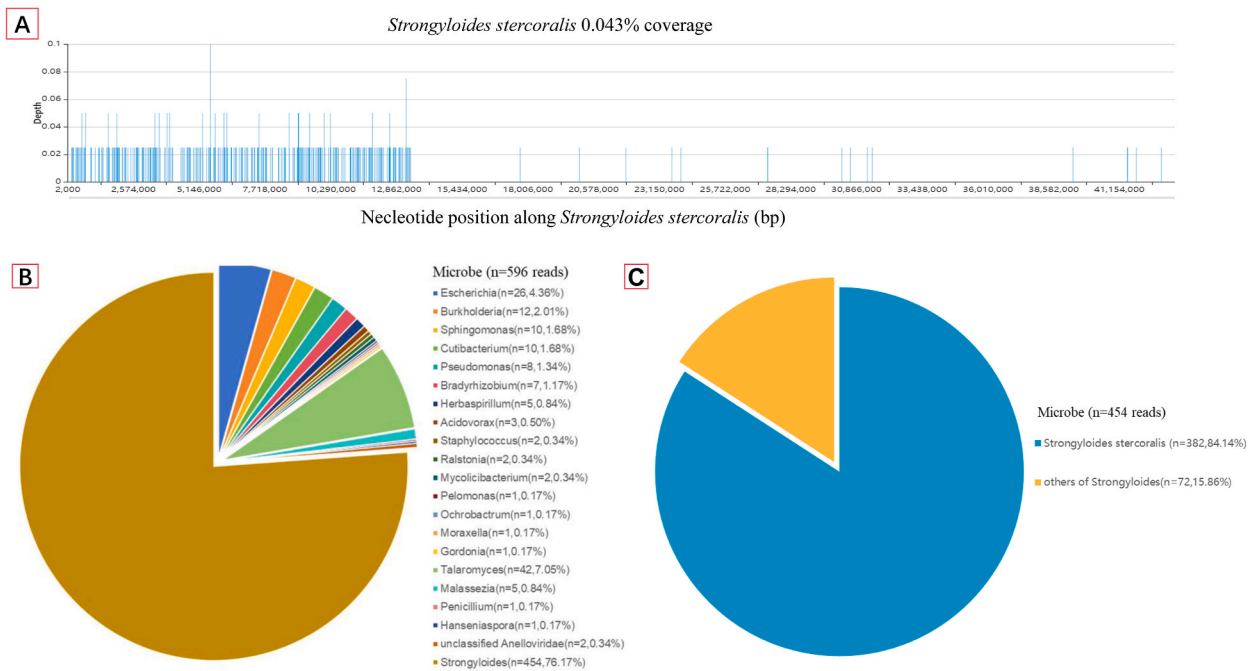 A
Strongyloides stercoralis 0.043% coverage
0.1
0.08
0.06
0.04
0.02
0
Depth
2,000 2,574,000 5,146,000 7,718,000 10,290,000 12,862,000 15,434,000 18,006,000 20,578,000 23,150,000 25,722,000 28,294,000 30,866,000 33,438,000 36,010,000 38,582,000 41,154,000
Necleotide position along Strongyloides stercoralis (bp)
B
Microbe (n=596 reads)
Escherichia(n=26,4.36%)
Burkholderia(n=12,2.01%)
Sphingomonas(n=10,1.68%)
Cutibacterium(n=10,1.68%)
Pseudomonas(n=8,1.34%)
Bradyrhizobium(n=7,1.17%)
Herbaspirillum(n=5,0.84%)
Acidovorax(n=3,0.50%)
Staphylococcus(n=2,0.34%)
Ralstonia(n=2,0.34%)
Mycolicibacterium(n=2,0.34%)
Pelomonas(n=1,0.17%)
Ochrobactrum(n=1,0.17%)
Moraxella(n=1,0.17%)
Gordonia(n=1,0.17%)
Talaromyces(n=42,7.05%)
Malassezia(n=5,0.84%)
Penicillium(n=1,0.17%)
Hanseniaspora(n=1,0.17%)
unclassified Anelloviridae(n=2,0.34%)
Strongyloides(n=454,76.17%)
C
Microbe (n=454 reads)
Strongyloides stercoralis (n=382,84.14%)
others of Strongyloides(n=72,15.86%)